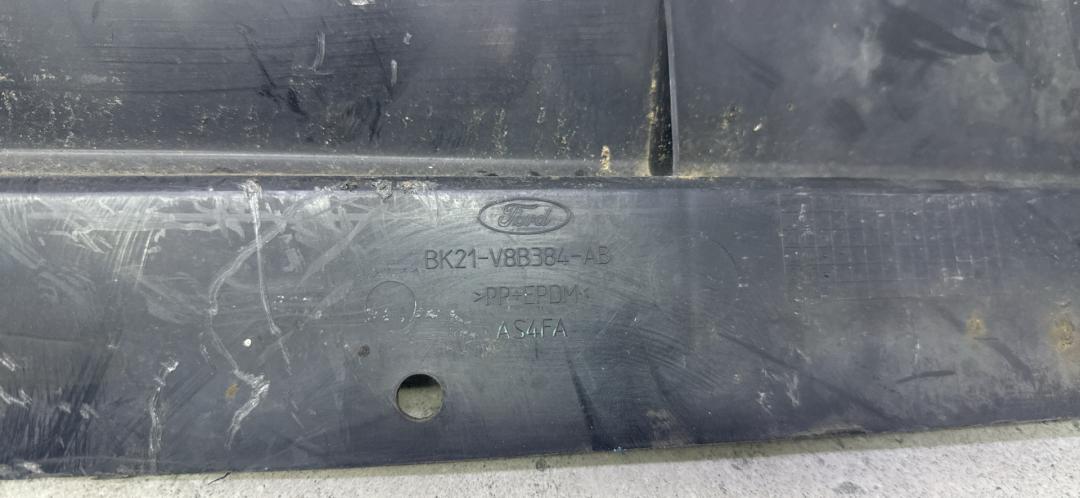 Ford
BK21-V8B384-AB
>PP+EPDM<
AS4FA